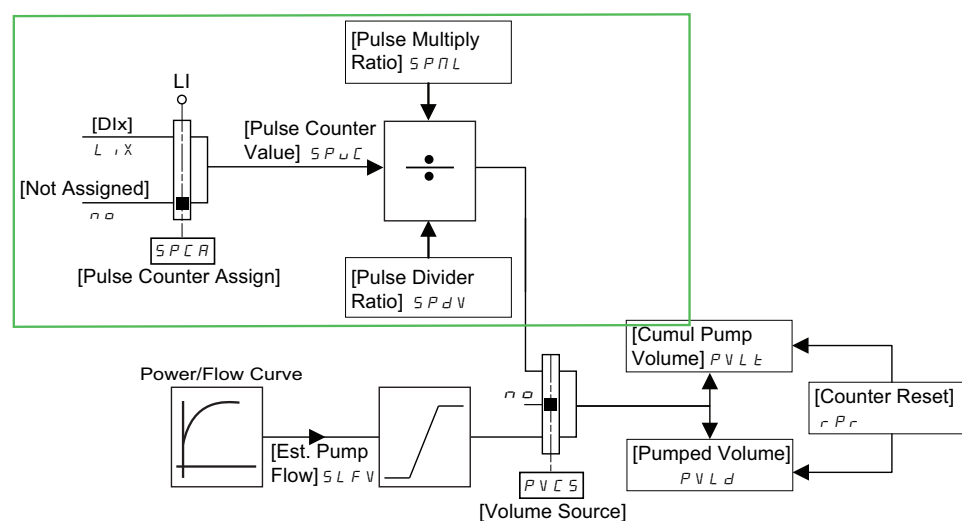 [Pulse Multiply
Ratio] SPML
LI
[DIx]
LiX
[Pulse Counter
Value] SPuC
[Not Assigned]
no
SPCA
[Pulse Counter Assign]
[Pulse Divider
Ratio] SPdV
Power/Flow Curve
[Est. Pump
Flow] SLFV
no
PVCS
[Volume Source]
[Cumul Pump
Volume] PVLt
[Counter Reset]
rPr
[Pumped Volume]
PVLd